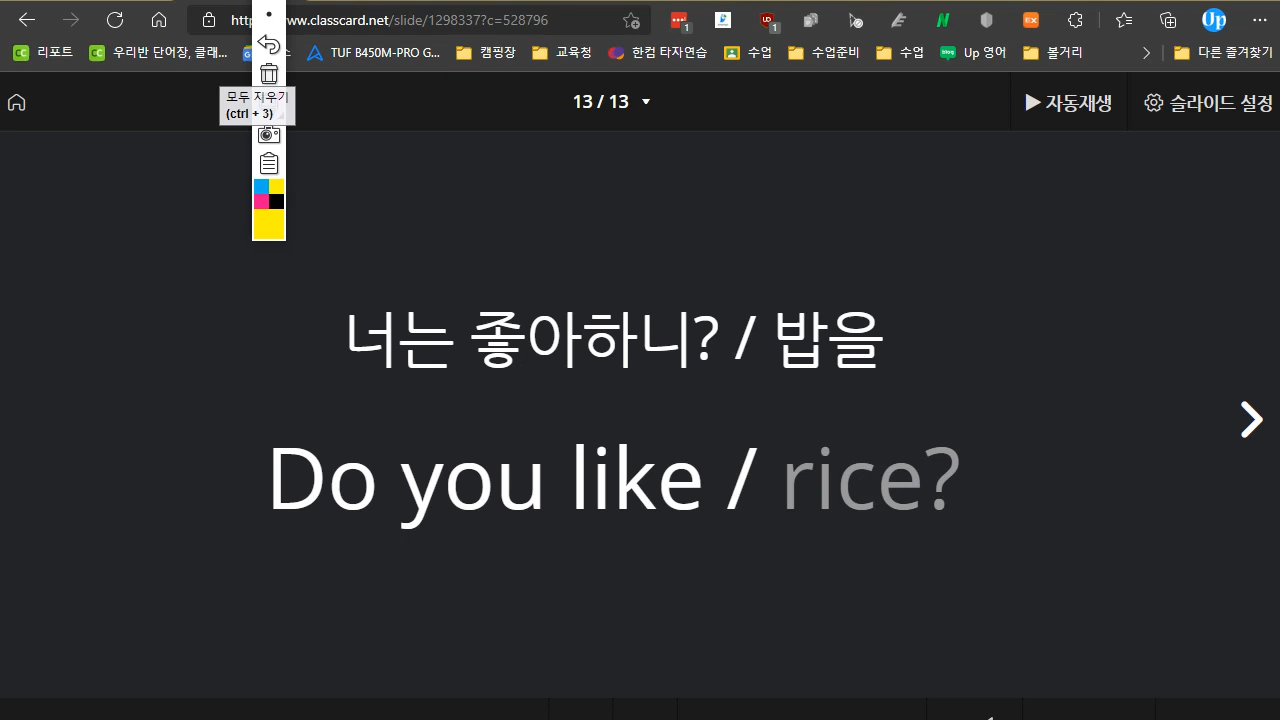 www.classcard.net/slide/1298337?c=528796
리포트
우리반 단어장, 클래...
TUF B450M-PRO G...
캠핑장
교육청
한컴 타자연습
수업
수업준비
수업
Up 영어
볼거리
다른 즐겨찾기
모두 지우기
(ctrl + 3)
13 / 13
자동재생
슬라이드 설정
너는 좋아하니? / 밥을
Do you like / rice?